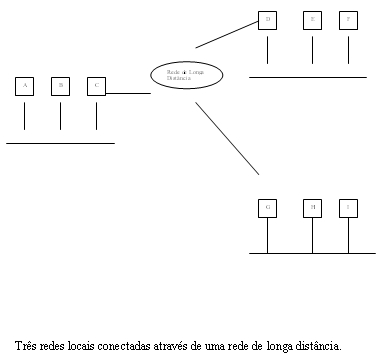 D E F
Rede de Longa
Distância
A B C
G H I
Três redes locais conectadas através de uma rede de longa distância.